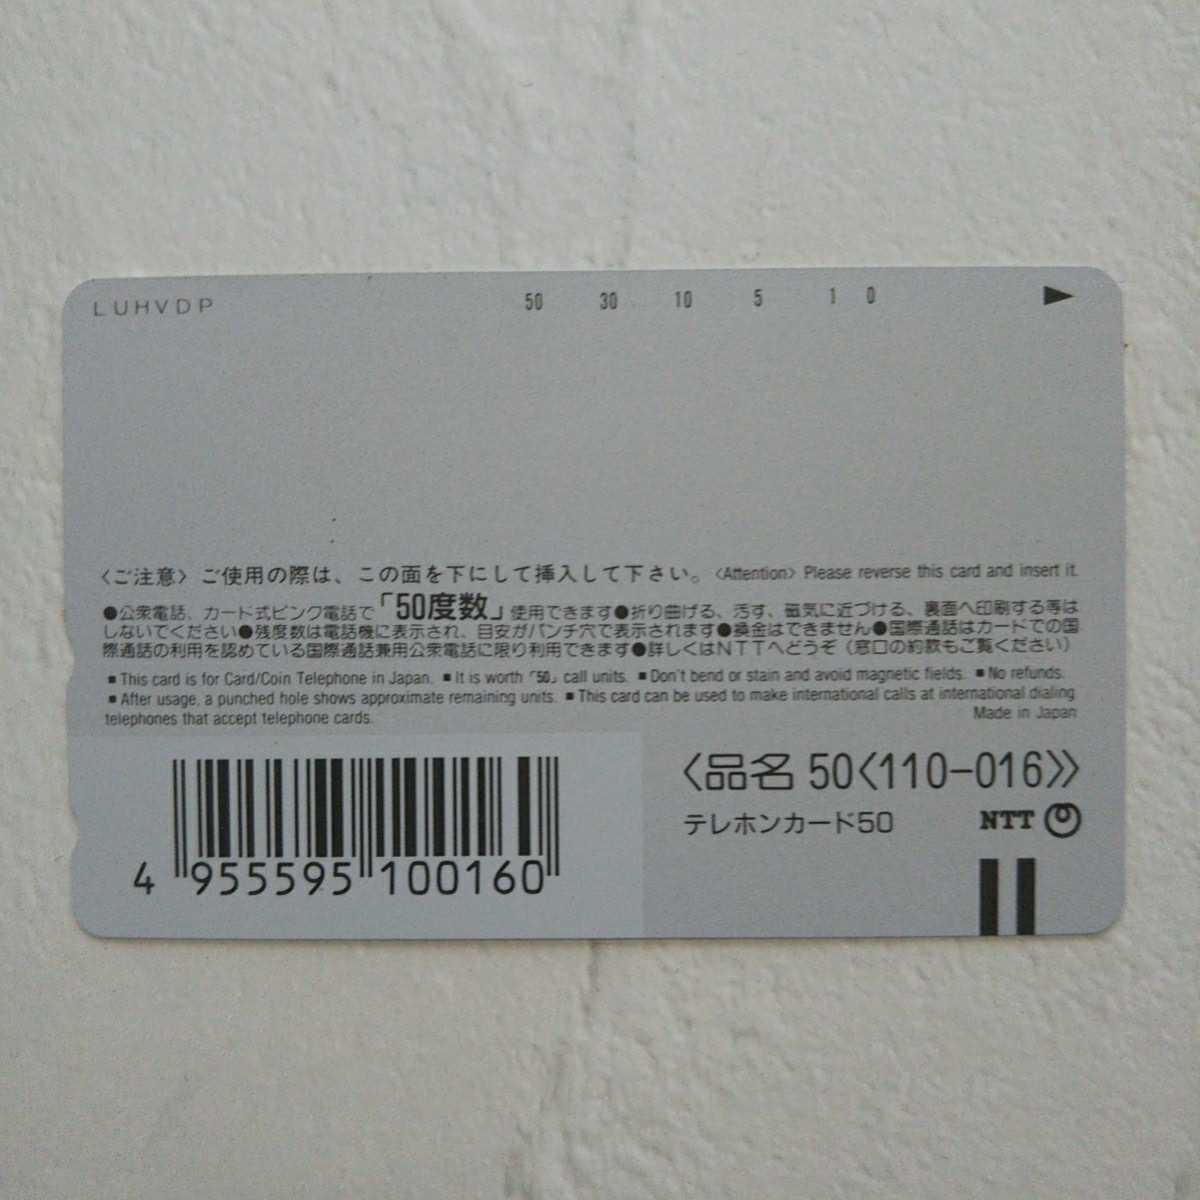 LUHVDP 50 30 10 5 1 0
〈ご注意〉ご使用の際は、この面を下にして挿入して下さい。〈Attention〉Please reverse this card and insert it.
●公衆電話、カード式ピンク電話で「50度数」使用できます●折り曲げる、汚す、磁気に近づける、裏面へ印刷する等は
しないでください●残度数は電話機に表示され、目安がパンチ穴で表示されます●換金はできません●国際通話はカードでの国
際通話の利用を認めている国際通話兼用公衆電話に限り利用できます●詳しくはNTTへどうぞ（窓口の約款もご覧ください）
■This card is for Card/Coin Telephone in Japan. ■It is worth「50」call units. ■Don't bend or stain and avoid magnetic fields. ■No refunds.
■After usage, a punched hole shows approximate remaining units. ■This card can be used to make international calls at international dialing
telephones that accept telephone cards.
Made in Japan
〈品名 50〈110-016〉〉
テレホンカード50 NTT
4 955595 100160